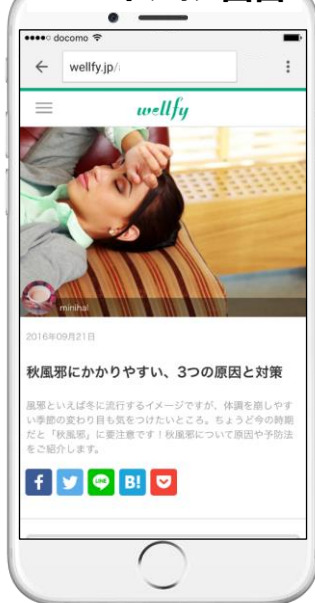 docomo
wellfy.jp/
wellfy
minihal
2016年09月21日
秋風邪にかかりやすい、3つの原因と対策
風邪といえば冬に流行するイメージですが、体調を崩しやす
い季節の変わり目も気をつけたいところ。ちょうど今の時期
だと「秋風邪」に要注意です！秋風邪について原因や予防法
をご紹介します。
f
LINE
B!